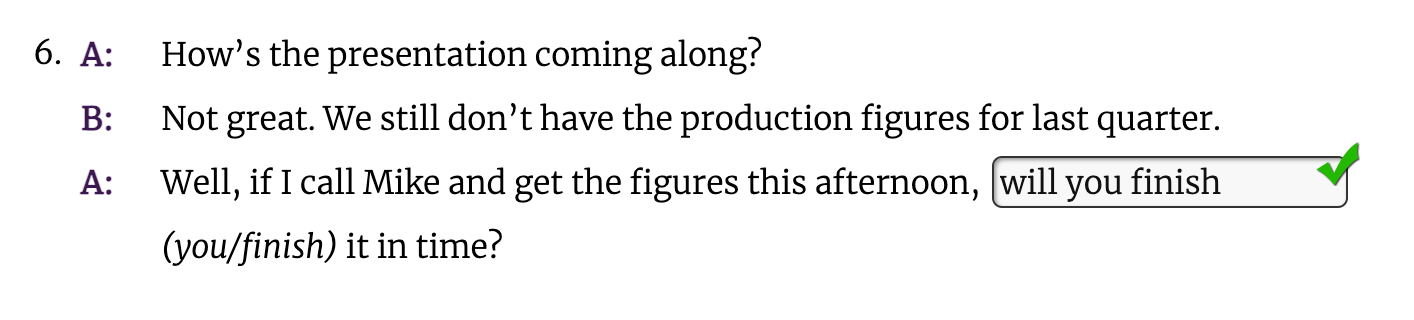 6. A: How’s the presentation coming along?
B: Not great. We still don’t have the production figures for last quarter.
A: Well, if I call Mike and get the figures this afternoon, will you finish
(you/finish) it in time?